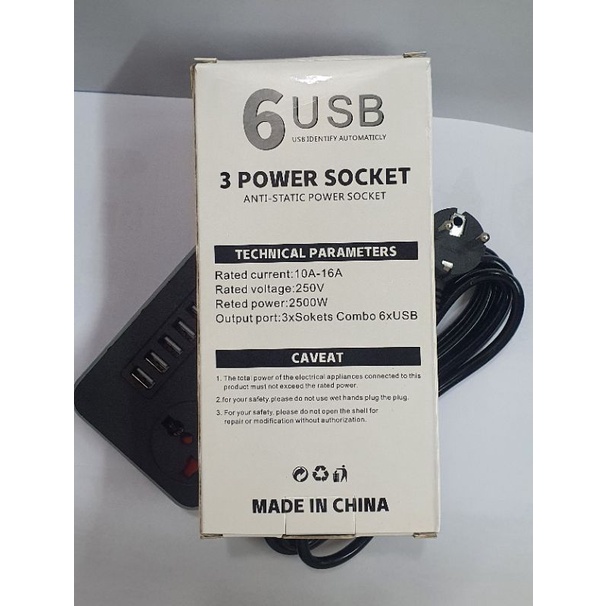 6 USB
USB IDENTIFY AUTOMATICLY
3 POWER SOCKET
ANTI-STATIC POWER SOCKET
TECHNICAL PARAMETERS
Rated current:10A-16A
Rated voltage:250V
Reted power:2500W
Output port:3xSokets Combo 6xUSB
CAVEAT
1. The total power of the electrical appliances connected to this
product must not exceed the rated power.
2.for your safety.please do not use wet hands plug the plug.
3. For your safety, please do not open the shell for
repair or modification without authorization.
MADE IN CHINA